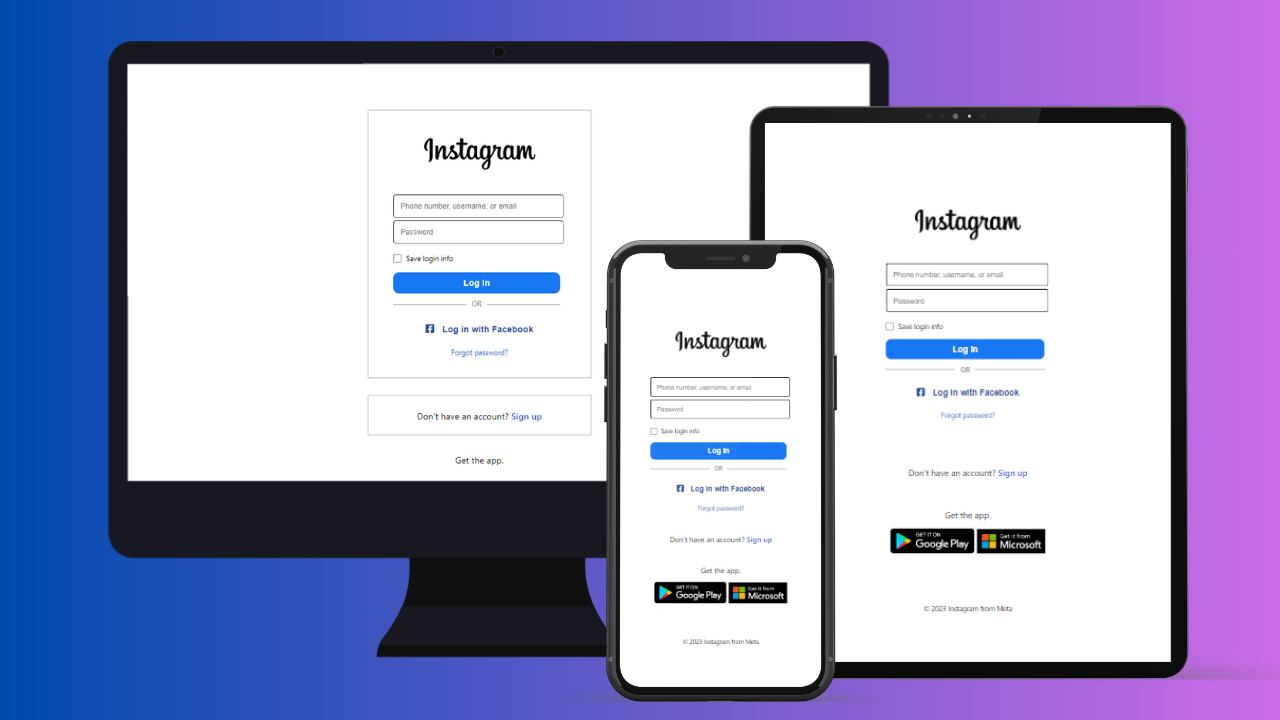 Instagram
Phone number, username, or email
Password
Save login info
Log In
OR
Log in with Facebook
Forgot password?
Don't have an account? Sign up
Get the app.
Instagram
Phone number, username, or email
Password
Save login info
Log In
OR
Log in with Facebook
Forgot password?
Don't have an account? Sign up
Get the app.
GET IT ON
Google Play
Get it from
Microsoft
© 2023 Instagram from Meta
Instagram
Phone number, username, or email
Password
Save login info
Log In
OR
Log in with Facebook
Forgot password?
Don't have an account? Sign up
Get the app.
GET IT ON
Google Play
Get it from
Microsoft
© 2023 Instagram from Meta